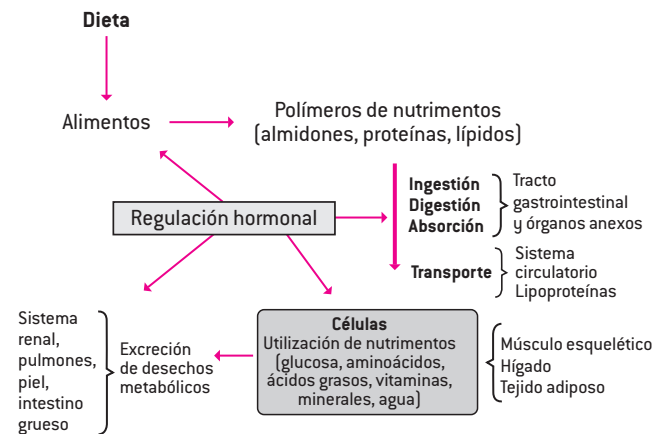 Dieta
Alimentos
Polímeros de nutrimentos
(almidones, proteínas, lípidos)
Ingestión
Digestión
Absorción
Tracto
gastrointestinal
y órganos anexos
Regulación hormonal
Transporte
Sistema
circulatorio
Lipoproteínas
Células
Utilización de nutrimentos
(glucosa, aminoácidos,
ácidos grasos, vitaminas,
minerales, agua)
Músculo esquelético
Hígado
Tejido adiposo
Excreción
de desechos
metabólicos
Sistema
renal,
pulmones,
piel,
intestino
grueso